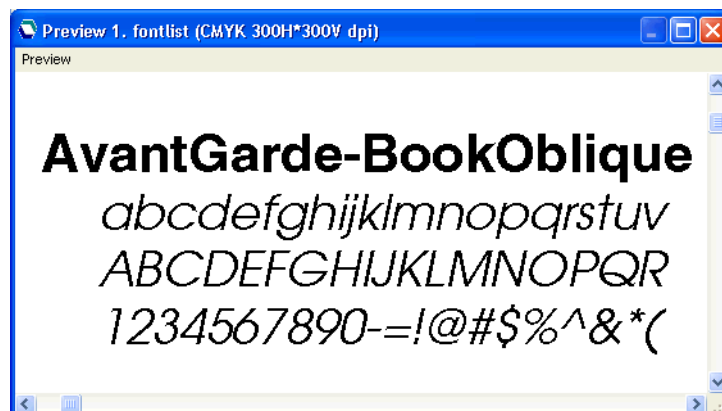 Preview 1. fontlist (CMYK 300H*300V dpi)
Preview
AvantGarde-BookOblique
abcdefghijklmnopqrstuv
ABCDEFGHIJKLMNOPQR
1234567890-=!@#$%^&*(